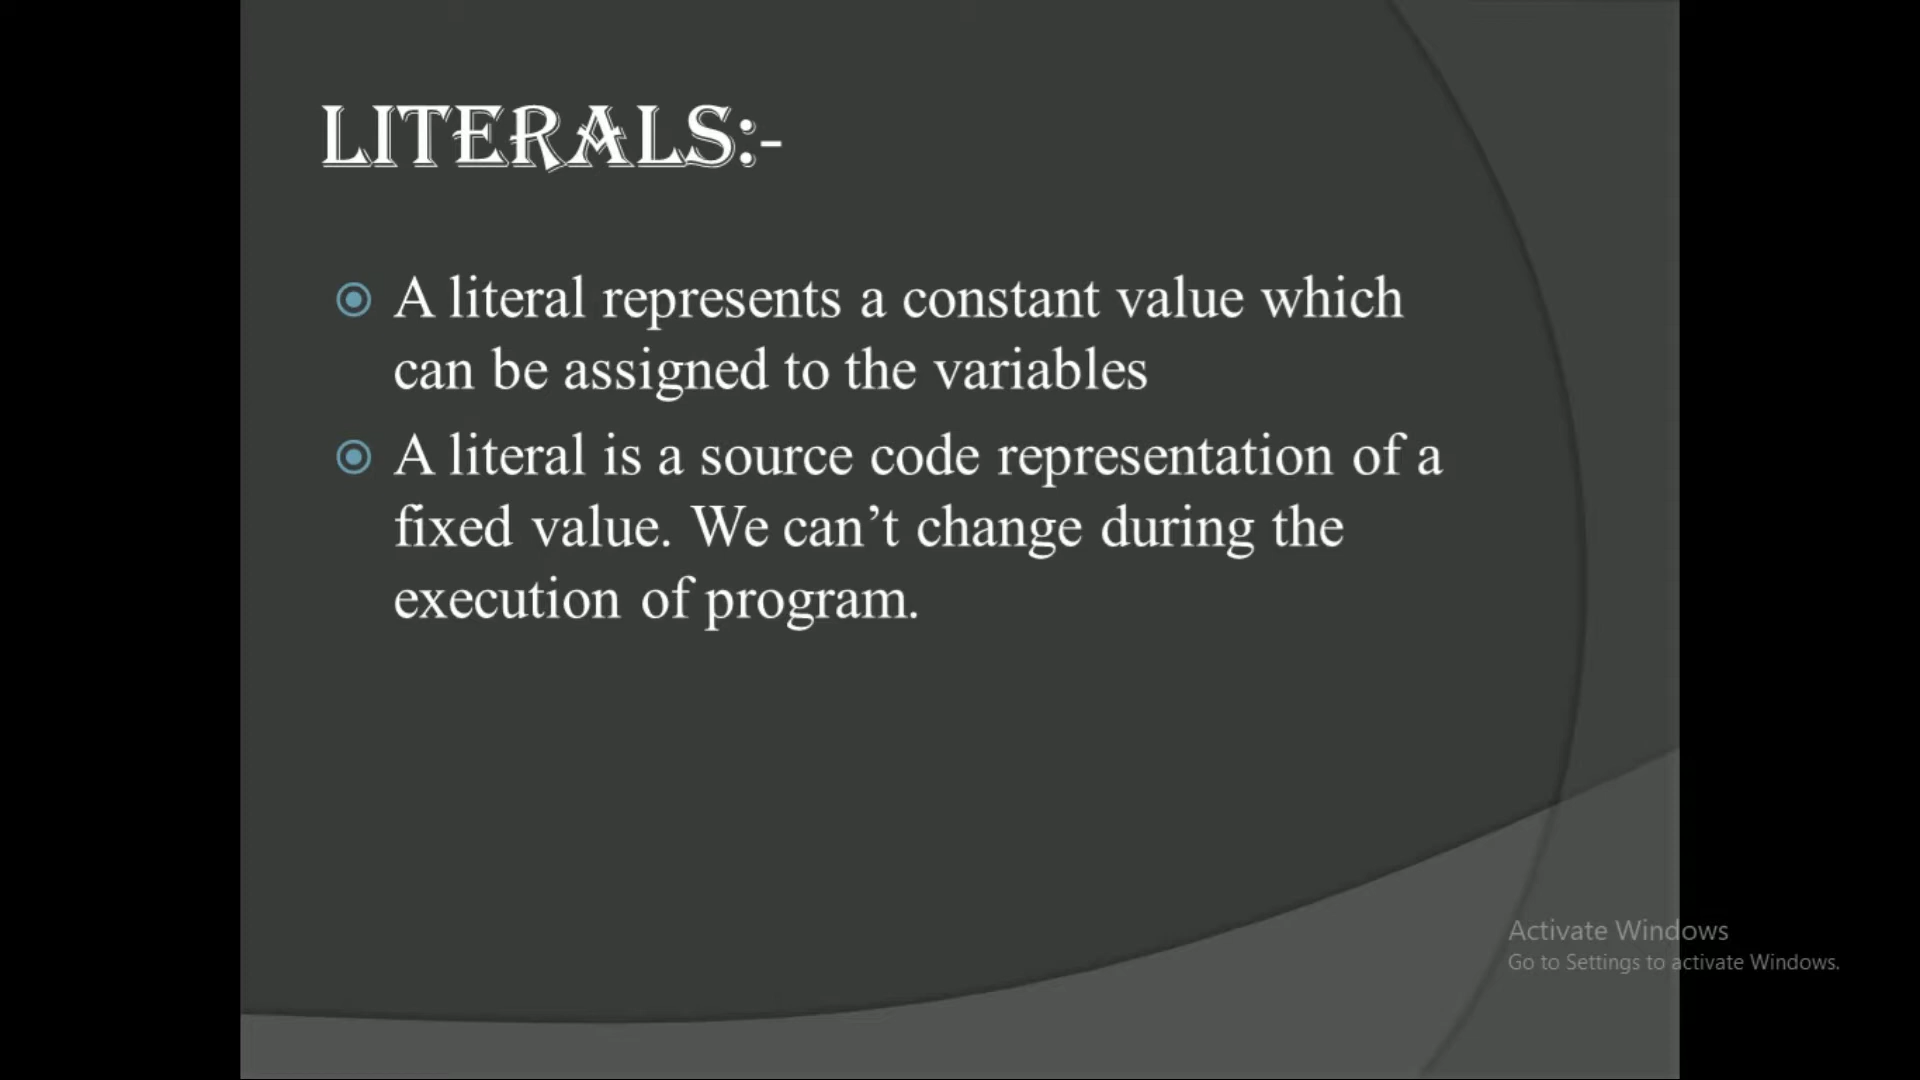 LITERALS:-
A literal represents a constant value which
can be assigned to the variables
A literal is a source code representation of a
fixed value. We can’t change during the
execution of program.
Activate Windows
Go to Settings to activate Windows.